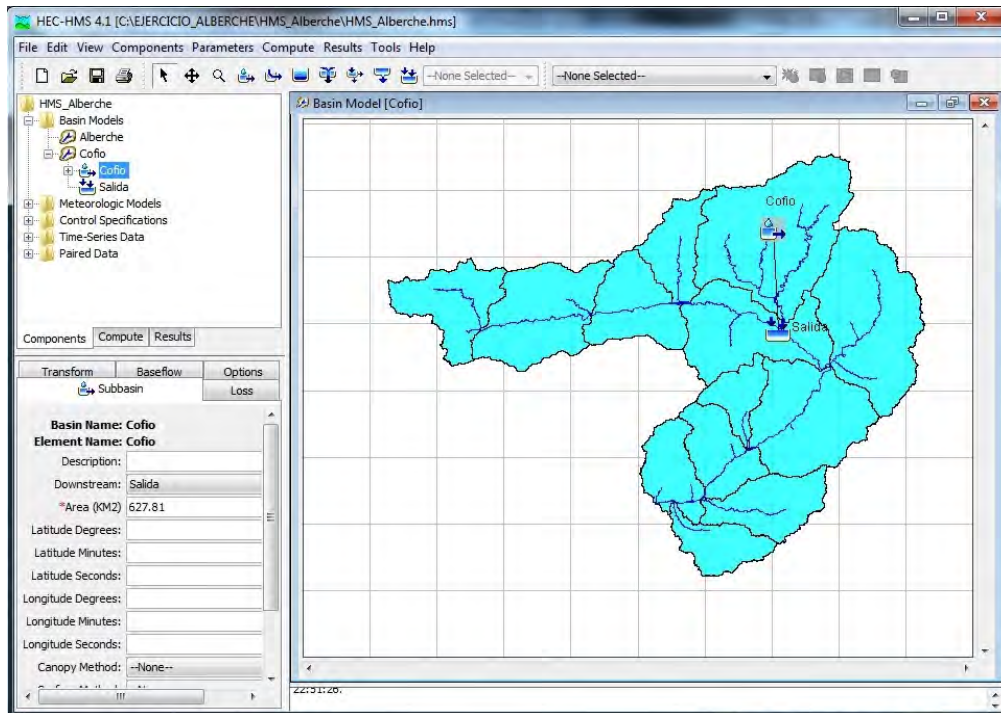 HEC-HMS 4.1 [C:\EJERCICIO_ALBERCHE\HMS_Alberche\HMS_Alberche.hms]
File Edit View Components Parameters Compute Results Tools Help
--None Selected-- --None Selected--
HMS_Alberche
Basin Models
Alberche
Cofio
Cofio
Salida
Meteorologic Models
Control Specifications
Time-Series Data
Paired Data
Components Compute Results
Transform Baseflow Options
Subbasin Loss
Basin Name: Cofio
Element Name: Cofio
Description:
Downstream: Salida
*Area (KM2) 627.81
Latitude Degrees:
Latitude Minutes:
Latitude Seconds:
Longitude Degrees:
Longitude Minutes:
Longitude Seconds:
Canopy Method: --None--
Basin Model [Cofio]
Cofio
Salida